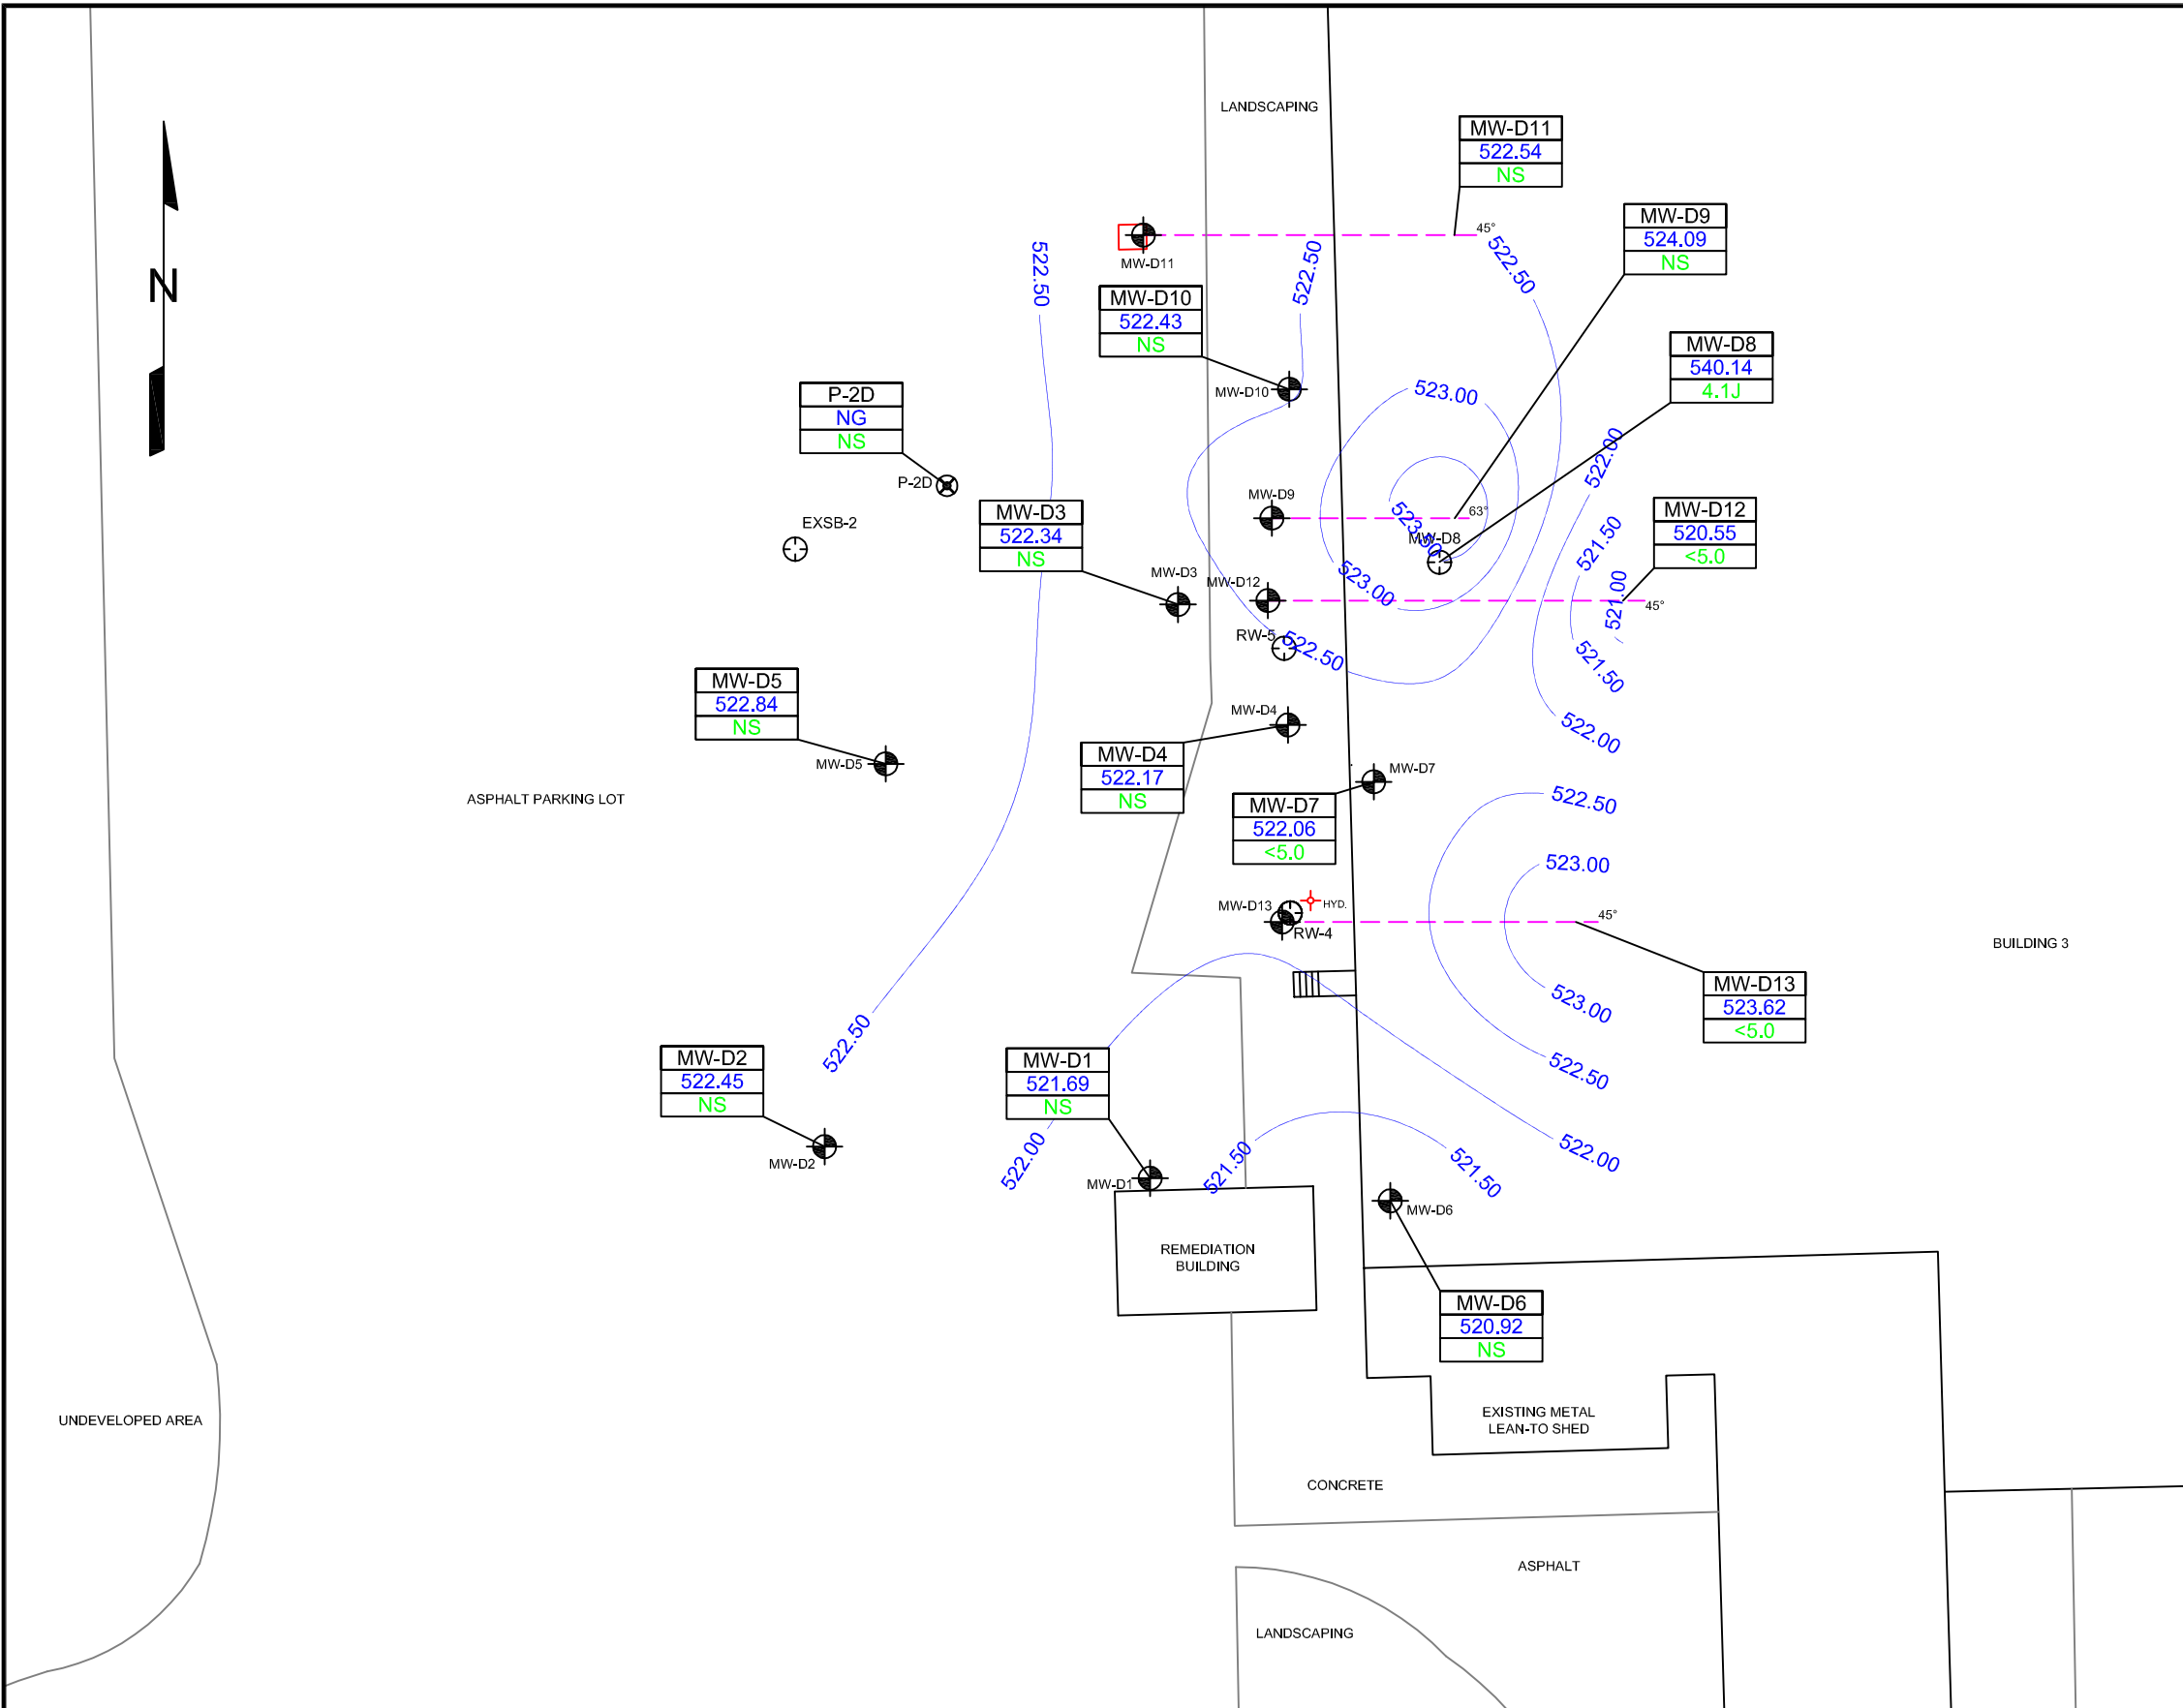 LANDSCAPING
MW-D11
522.54
NS
MW-D9
524.09
NS
45°
522.50
522.50
522.50
MW-D11
N
MW-D10
522.43
NS
MW-D8
540.14
4.1J
MW-D10
523.00
P-2D
NG
NS
522.00
P-2D
MW-D9
63°
MW-D3
522.34
NS
MW-D12
520.55
<5.0
EXSB-2
523.50
MW-D8
521.50
MW-D3
MW-D12
523.00
521.00
45°
RW-5
522.50
521.50
MW-D5
522.84
NS
MW-D4
522.00
MW-D4
522.17
NS
MW-D5
MW-D7
ASPHALT PARKING LOT
MW-D7
522.06
<5.0
522.50
523.00
MW-D13
HYD.
RW-4
45°
BUILDING 3
MW-D13
523.62
<5.0
523.00
522.50
522.50
MW-D2
522.45
NS
MW-D1
521.69
NS
522.00
521.50
521.50
522.00
MW-D2
MW-D1
MW-D6
REMEDIATION
BUILDING
MW-D6
520.92
NS
UNDEVELOPED AREA
EXISTING METAL
LEAN-TO SHED
CONCRETE
ASPHALT
LANDSCAPING